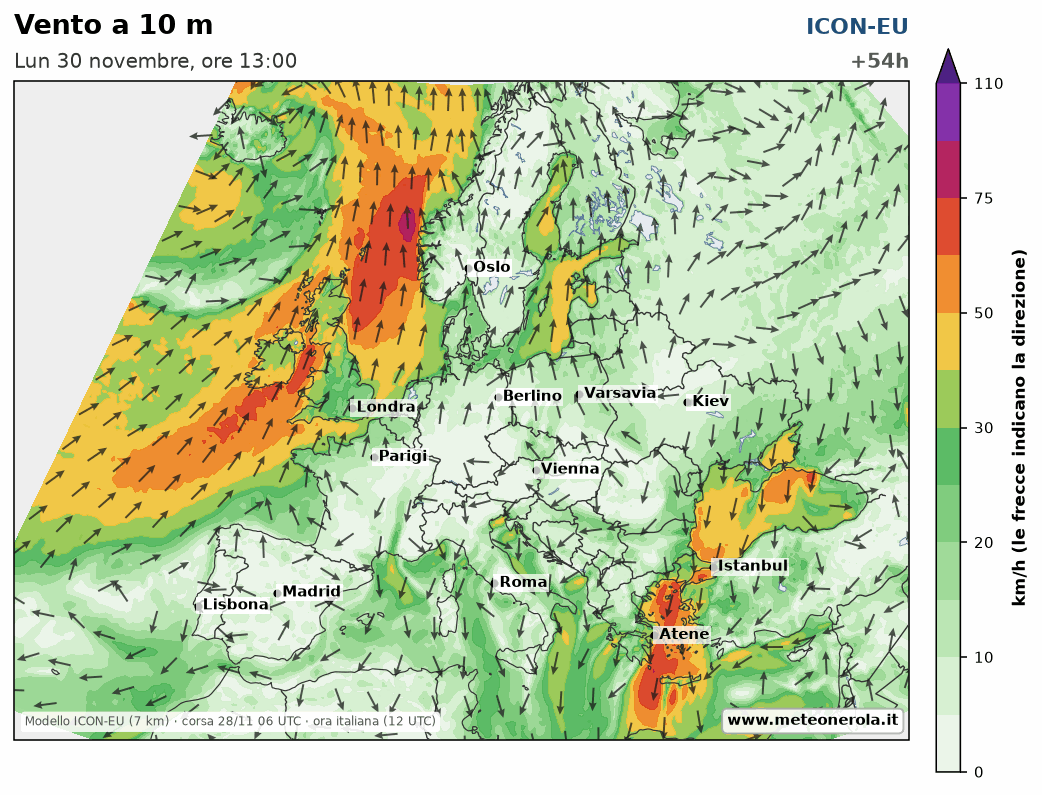 Vento a 10 m
ICON-EU
Lun 30 novembre, ore 13:00
+54h
110
75
50
30
20
10
0
km/h (le frecce indicano la direzione)
Oslo
Londra
Berlino
Varsavia
Kiev
Parigi
Vienna
Istanbul
Roma
Madrid
Lisbona
Atene
Modello ICON-EU (7 km) · corsa 28/11 06 UTC · ora italiana (12 UTC)
www.meteonerola.it